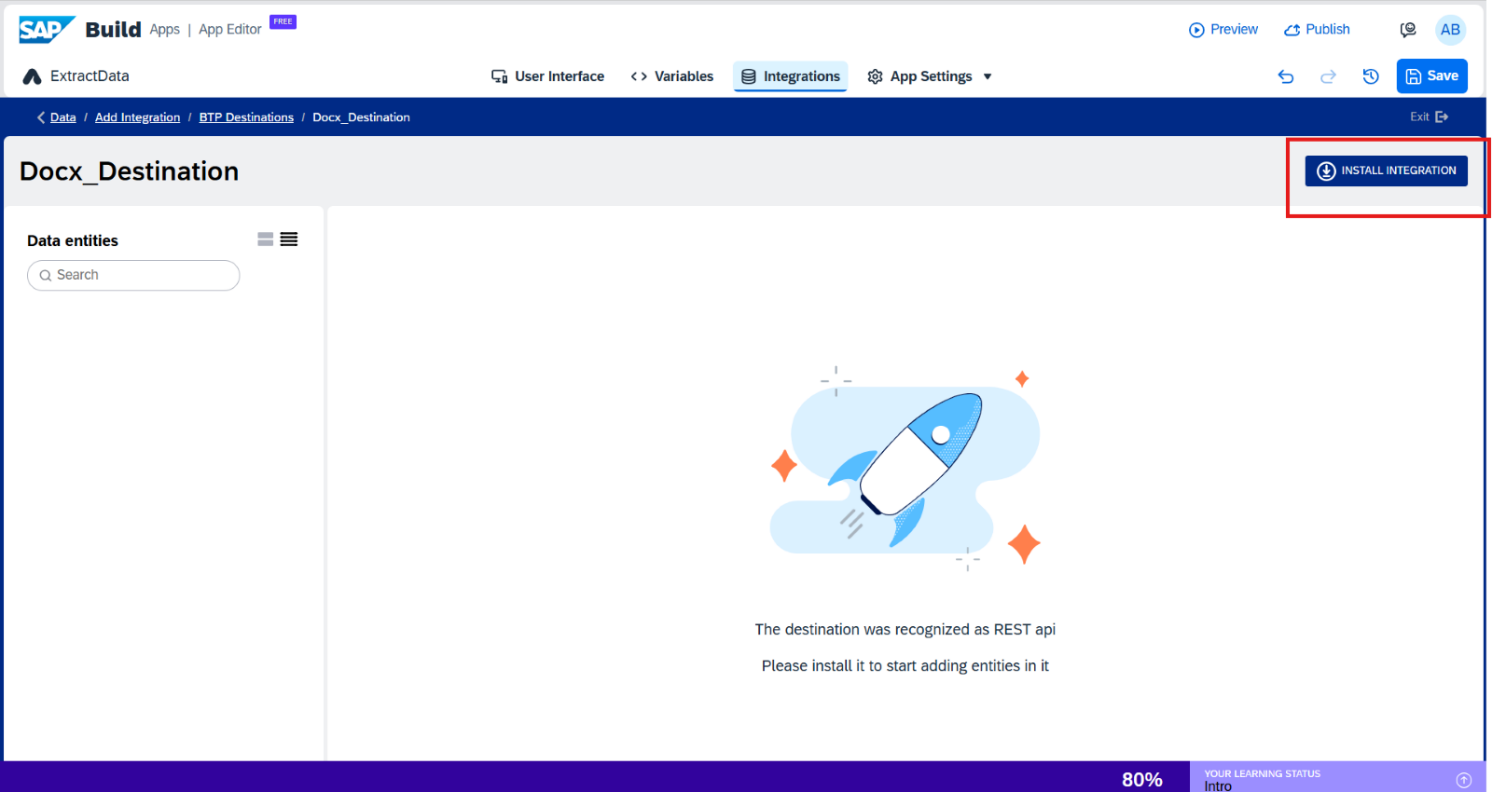 SAP Build Apps | App Editor FREE
Preview Publish AB
ExtractData
User Interface Variables Integrations App Settings
Save
Data / Add Integration / BTP Destinations / Docx_Destination
Exit
Docx_Destination
INSTALL INTEGRATION
Data entities
Search
The destination was recognized as REST api
Please install it to start adding entities in it
80%
YOUR LEARNING STATUS
Intro